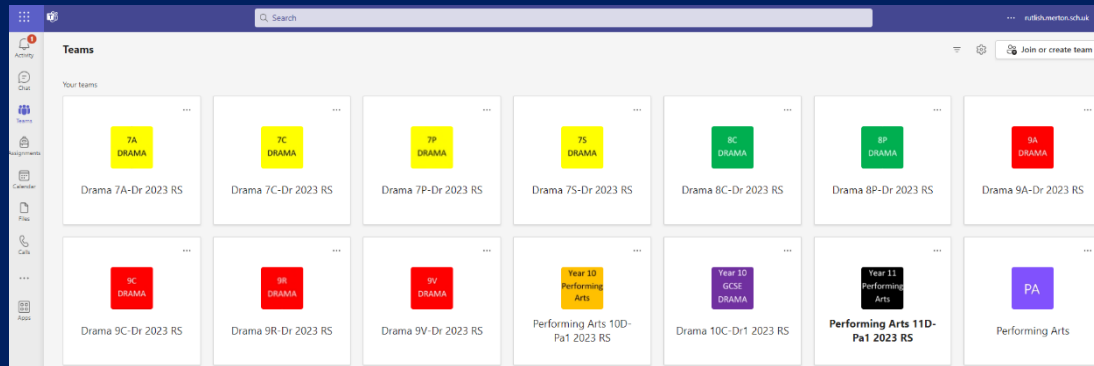 Search
rutlish.merton.sch.uk
1
Activity
Chat
Teams
Assignments
Calendar
Files
Calls
Apps
Teams
Join or create team
Your teams
7A
DRAMA
Drama 7A-Dr 2023 RS
7C
DRAMA
Drama 7C-Dr 2023 RS
7P
DRAMA
Drama 7P-Dr 2023 RS
7S
DRAMA
Drama 7S-Dr 2023 RS
8C
DRAMA
Drama 8C-Dr 2023 RS
8P
DRAMA
Drama 8P-Dr 2023 RS
9A
DRAMA
Drama 9A-Dr 2023 RS
9C
DRAMA
Drama 9C-Dr 2023 RS
9R
DRAMA
Drama 9R-Dr 2023 RS
9V
DRAMA
Drama 9V-Dr 2023 RS
Year 10
Performing
Arts
Performing Arts 10D-
Pa1 2023 RS
Year 10
GCSE
DRAMA
Drama 10C-Dr1 2023 RS
Year 11
Performing
Arts
Performing Arts 11D-
Pa1 2023 RS
PA
Performing Arts